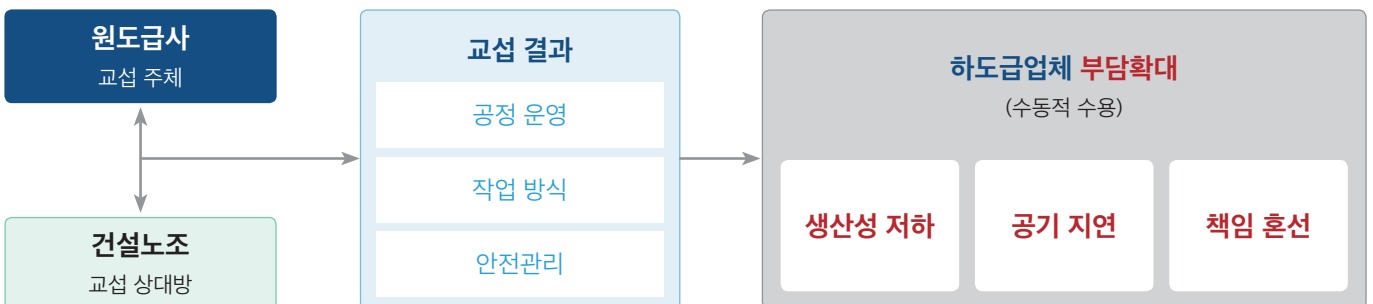 원도급사
교섭 주체
건설노조
교섭 상대방
교섭 결과
공정 운영
작업 방식
안전관리
하도급업체 부담확대
(수동적 수용)
생산성 저하
공기 지연
책임 혼선